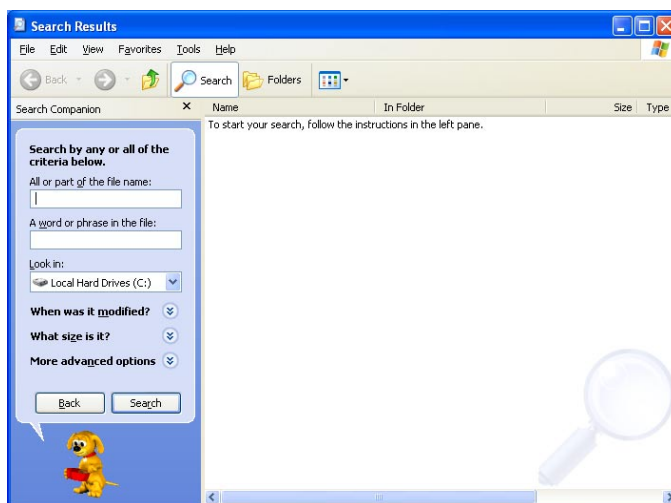 Search Results
File Edit View Favorites Tools Help
Back Search Folders
Search Companion
Name In Folder Size Type
To start your search, follow the instructions in the left pane.
Search by any or all of the
criteria below.
All or part of the file name:
A word or phrase in the file:
Look in:
Local Hard Drives (C:)
When was it modified?
What size is it?
More advanced options
Back Search